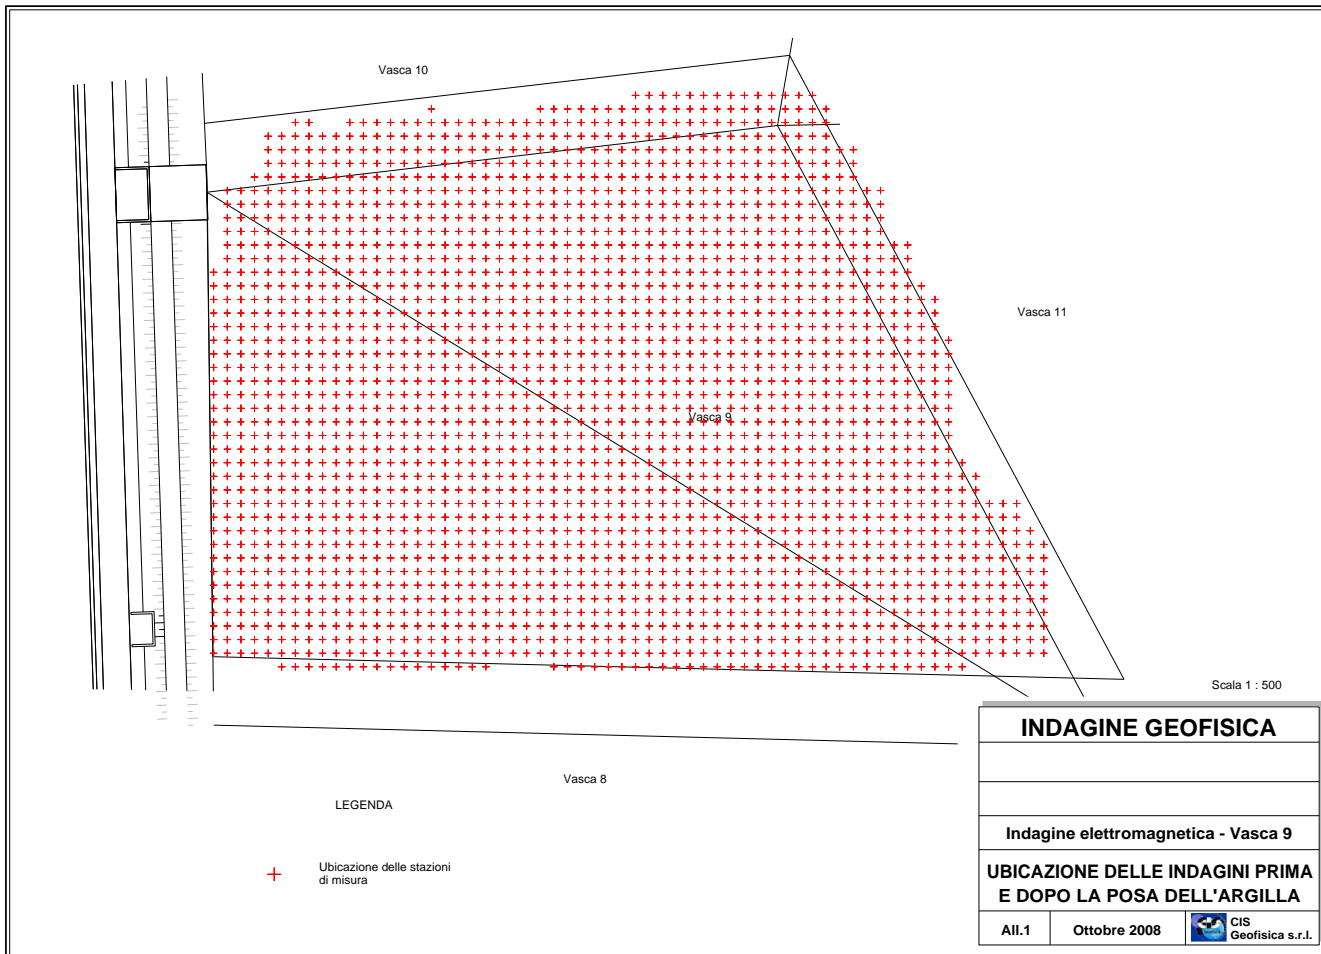 Vasca 10
Vasca 11
Vasca 9
Scala 1 : 500
Vasca 8
LEGENDA
Ubicazione delle stazioni
di misura
INDAGINE GEOFISICA
Indagine elettromagnetica - Vasca 9
UBICAZIONE DELLE INDAGINI PRIMA
E DOPO LA POSA DELL'ARGILLA
All.1
Ottobre 2008
CIS
Geofisica s.r.l.